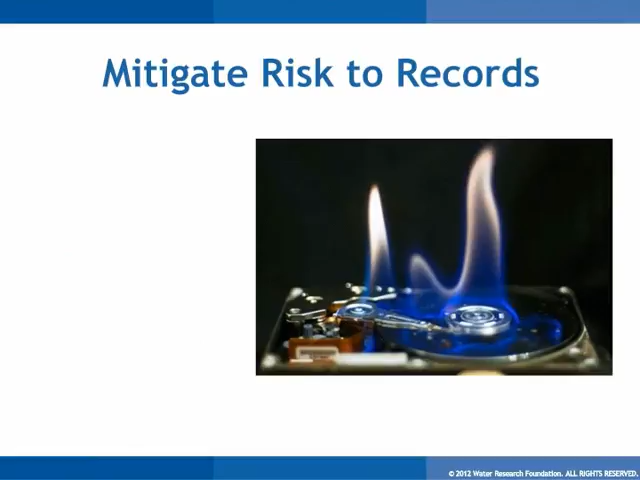 Mitigate Risk to Records
© 2012 Water Research Foundation. ALL RIGHTS RESERVED.